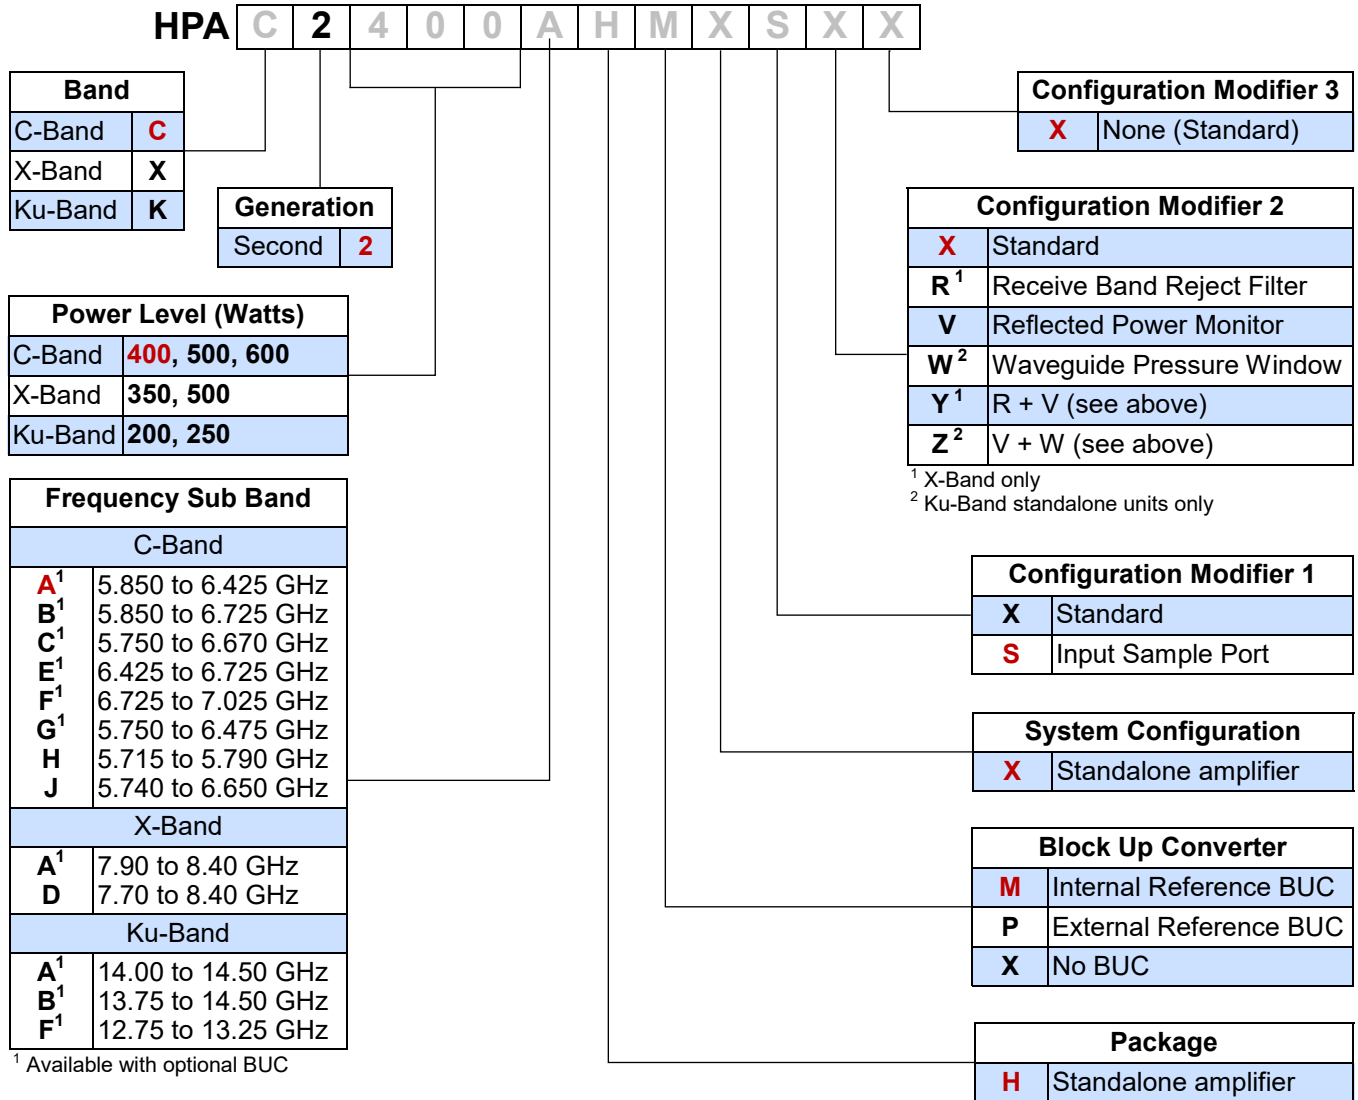 HPA C 2 4 0 0 A H M X S X X
Band
C-Band C
X-Band X
Ku-Band K
Generation
Second 2
Power Level (Watts)
C-Band 400, 500, 600
X-Band 350, 500
Ku-Band 200, 250
Frequency Sub Band
C-Band
A¹ 5.850 to 6.425 GHz
B¹ 5.850 to 6.725 GHz
C¹ 5.750 to 6.670 GHz
E¹ 6.425 to 6.725 GHz
F¹ 6.725 to 7.025 GHz
G¹ 5.750 to 6.475 GHz
H 5.715 to 5.790 GHz
J 5.740 to 6.650 GHz
X-Band
A¹ 7.90 to 8.40 GHz
D 7.70 to 8.40 GHz
Ku-Band
A¹ 14.00 to 14.50 GHz
B¹ 13.75 to 14.50 GHz
F¹ 12.75 to 13.25 GHz
¹ Available with optional BUC
Configuration Modifier 3
X None (Standard)
Configuration Modifier 2
X Standard
R ¹ Receive Band Reject Filter
V Reflected Power Monitor
W ² Waveguide Pressure Window
Y ¹ R + V (see above)
Z ² V + W (see above)
¹ X-Band only
² Ku-Band standalone units only
Configuration Modifier 1
X Standard
S Input Sample Port
System Configuration
X Standalone amplifier
Block Up Converter
M Internal Reference BUC
P External Reference BUC
X No BUC
Package
H Standalone amplifier